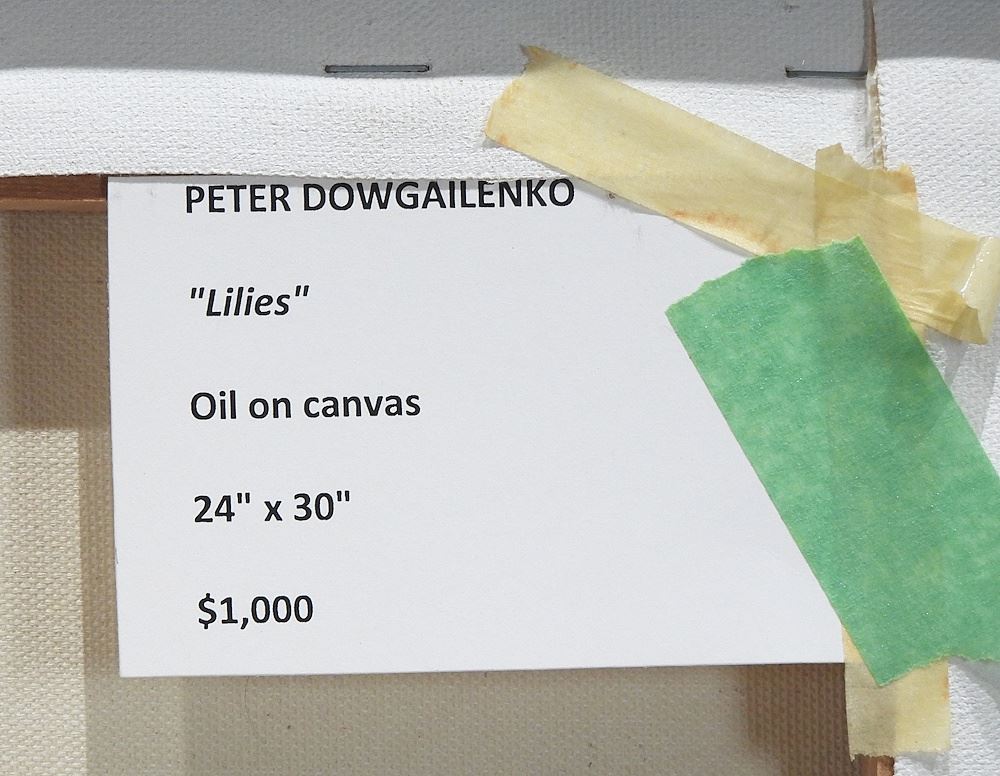 PETER DOWGAILENKO
"Lilies"
Oil on canvas
24" x 30"
$1,000